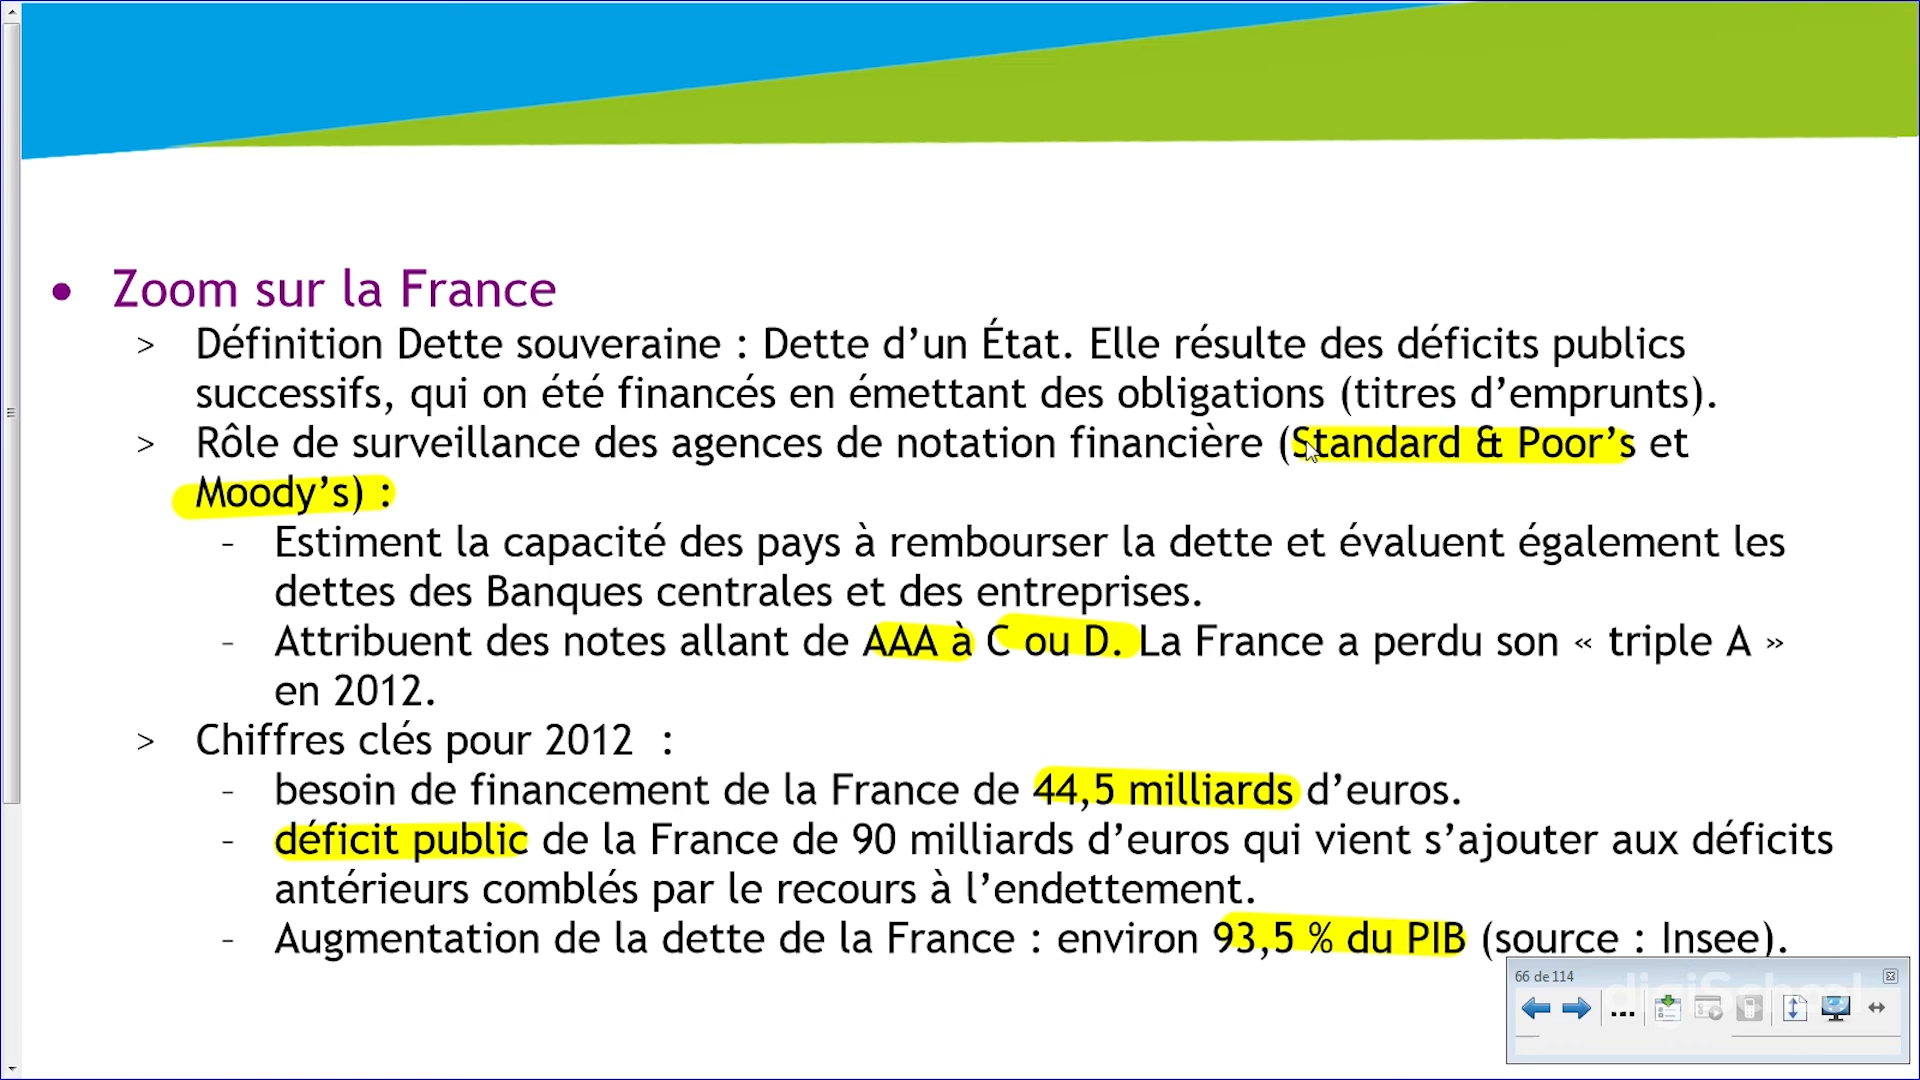 • Zoom sur la France
> Définition Dette souveraine : Dette d’un État. Elle résulte des déficits publics
successifs, qui on été financés en émettant des obligations (titres d’emprunts).
> Rôle de surveillance des agences de notation financière (Standard & Poor’s et
Moody’s) :
– Estiment la capacité des pays à rembourser la dette et évaluent également les
dettes des Banques centrales et des entreprises.
– Attribuent des notes allant de AAA à C ou D. La France a perdu son « triple A »
en 2012.
> Chiffres clés pour 2012 :
– besoin de financement de la France de 44,5 milliards d’euros.
– déficit public de la France de 90 milliards d’euros qui vient s’ajouter aux déficits
antérieurs comblés par le recours à l’endettement.
– Augmentation de la dette de la France : environ 93,5 % du PIB (source : Insee).
66 de 114
digiSchool
...